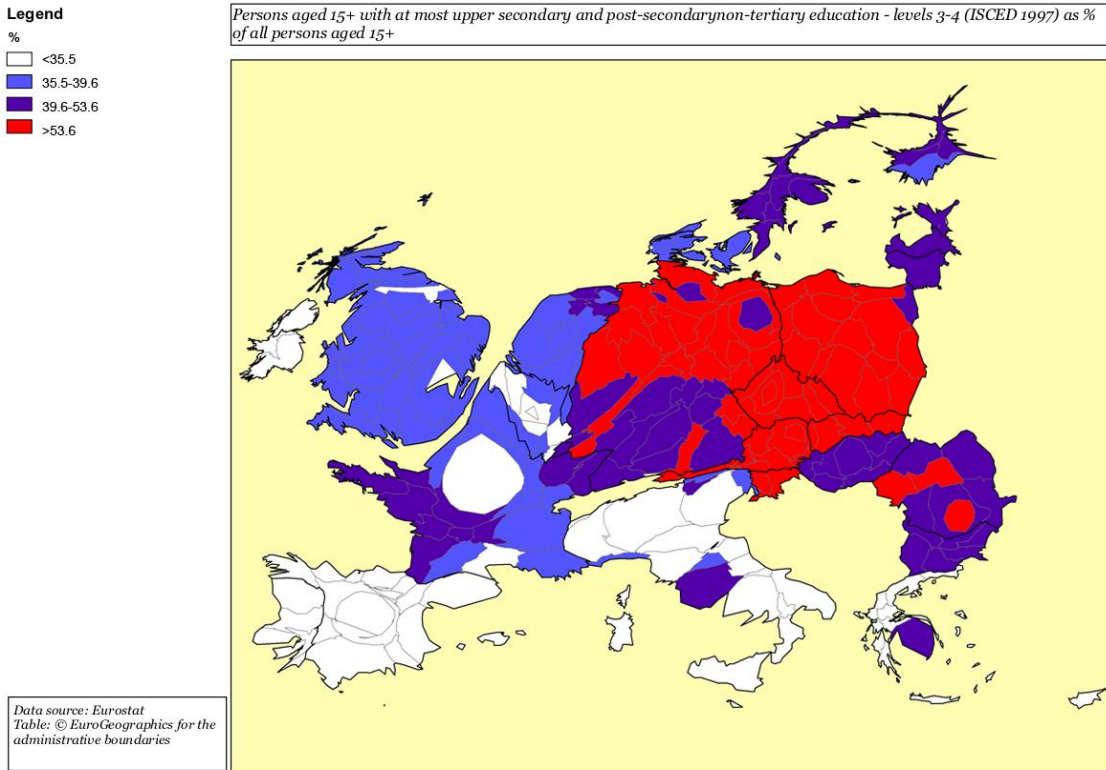 Legend
%
<35.5
35.5-39.6
39.6-53.6
>53.6
Persons aged 15+ with at most upper secondary and post-secondarynon-tertiary education - levels 3-4 (ISCED 1997) as %
of all persons aged 15+
Data source: Eurostat
Table: © EuroGeographics for the
administrative boundaries